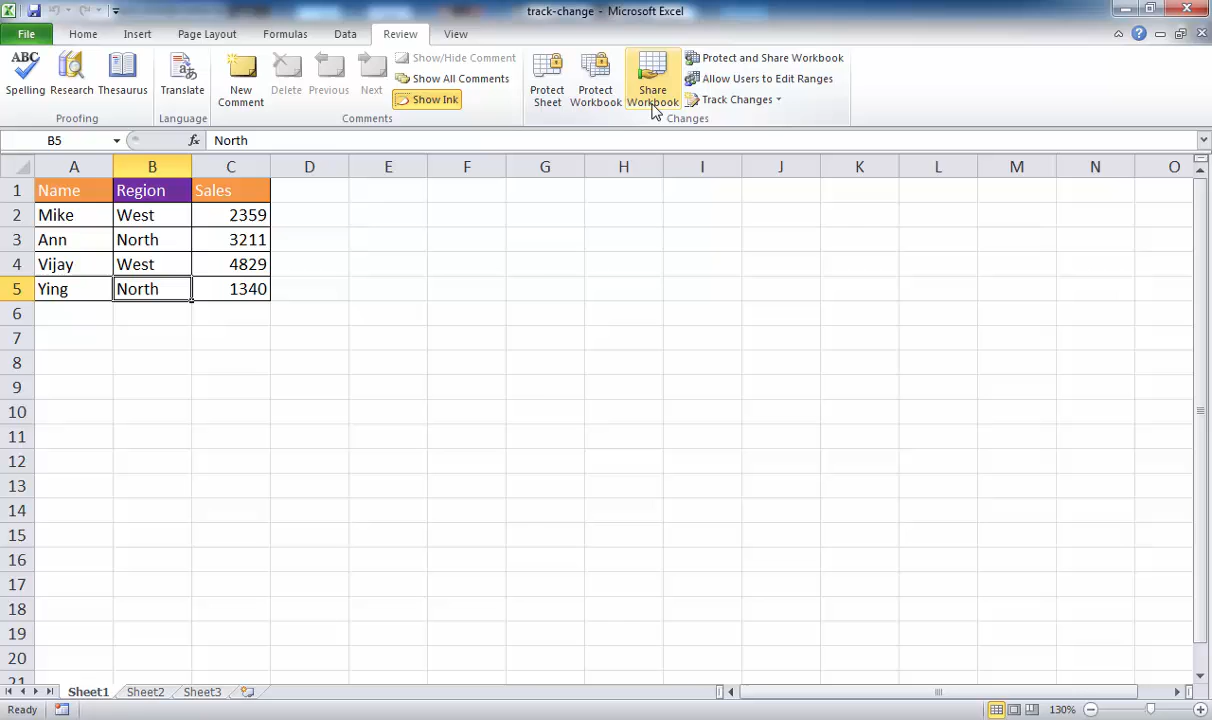 track-change - Microsoft Excel
File Home Insert Page Layout Formulas Data Review View
ABC
Spelling Research Thesaurus
Proofing
Translate
Language
New Comment Delete Previous Next
Show/Hide Comment
Show All Comments
Show Ink
Comments
Protect Sheet
Protect Workbook
Share Workbook
Protect and Share Workbook
Allow Users to Edit Ranges
Track Changes
Changes
B5 fx North
A B C D E F G H I J K L M N O
1 Name Region Sales
2 Mike West 2359
3 Ann North 3211
4 Vijay West 4829
5 Ying North 1340
6
7
8
9
10
11
12
13
14
15
16
17
18
19
20
21
Sheet1 Sheet2 Sheet3
Ready 130%